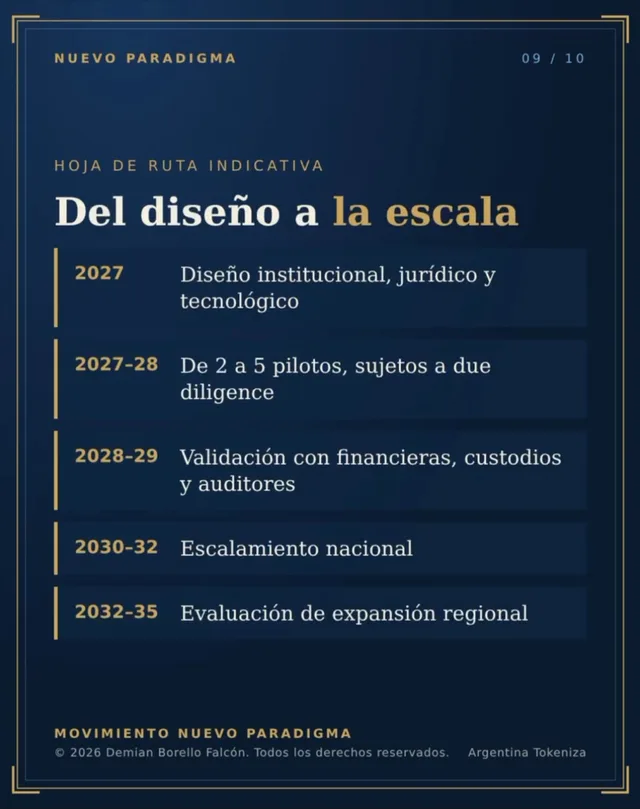 NUEVO PARADIGMA
09 / 10
HOJA DE RUTA INDICATIVA
Del diseño a la escala
2027
Diseño institucional, jurídico y
tecnológico
2027–28
De 2 a 5 pilotos, sujetos a due
diligence
2028–29
Validación con financieras, custodios
y auditores
2030–32
Escalamiento nacional
2032–35
Evaluación de expansión regional
MOVIMIENTO NUEVO PARADIGMA
© 2026 Demian Borello Falcón. Todos los derechos reservados.
Argentina Tokeniza